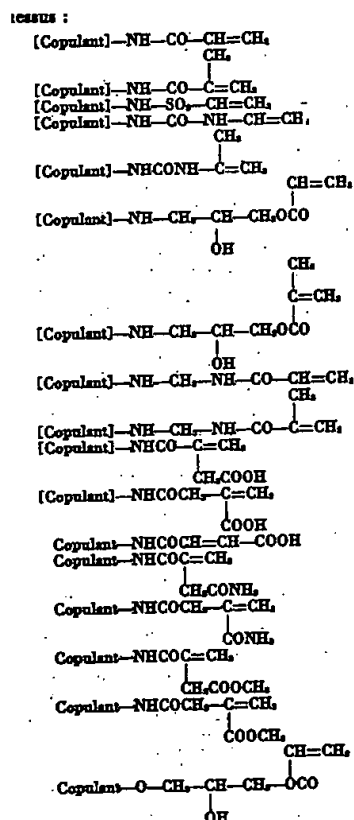 essus :
[Copulant]—NH—CO—CH=CH₂
CH₃
[Copulant]—NH—CO—C=CH₂
[Copulant]—NH—SO₂—CH=CH₂
[Copulant]—NH—CO—NH—CH=CH₂
CH₃
[Copulant]—NHCONH—C=CH₂
CH=CH₂
[Copulant]—NH—CH₂—CH—CH₂OCO
OH
CH₃
C=CH₂
[Copulant]—NH—CH₂—CH—CH₂OCO
OH
[Copulant]—NH—CH₂—NH—CO—CH=CH₂
CH₃
[Copulant]—NH—CH₂—NH—CO—C=CH₂
[Copulant]—NHCO—C=CH₂
CH₂COOH
[Copulant]—NHCOCH₂—C=CH₂
COOH
Copulant—NHCOCH=CH—COOH
Copulant—NHCOC=CH₂
CH₂CONH₂
Copulant—NHCOCH₂—C=CH₂
CONH₂
Copulant—NHCOC=CH₂
CH₂COOCH₃
Copulant—NHCOCH₂—C=CH₂
COOCH₃
CH=CH₂
Copulant—O—CH₂—CH—CH₂—OCO
OH